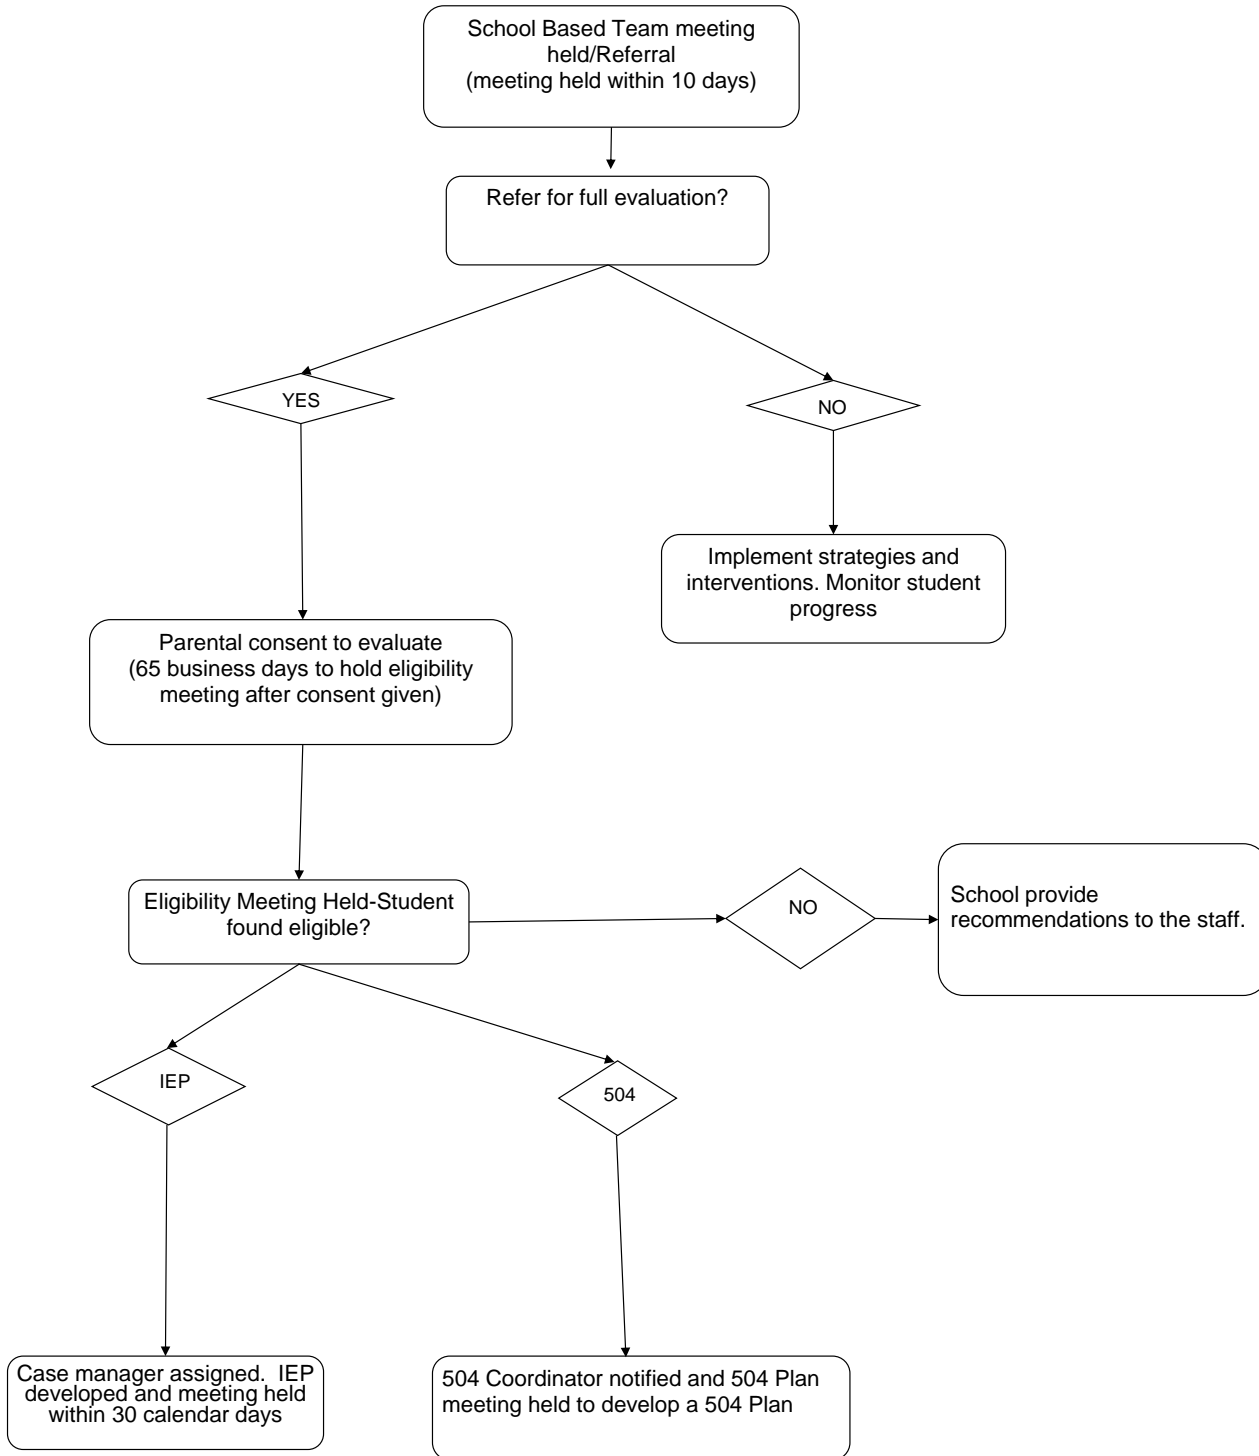 School Based Team meeting
held/Referral
(meeting held within 10 days)
Refer for full evaluation?
YES
NO
Implement strategies and
interventions. Monitor student
progress
Parental consent to evaluate
(65 business days to hold eligibility
meeting after consent given)
Eligibility Meeting Held-Student
found eligible?
NO
School provide
recommendations to the staff.
IEP
504
Case manager assigned.  IEP
developed and meeting held
within 30 calendar days
504 Coordinator notified and 504 Plan
meeting held to develop a 504 Plan